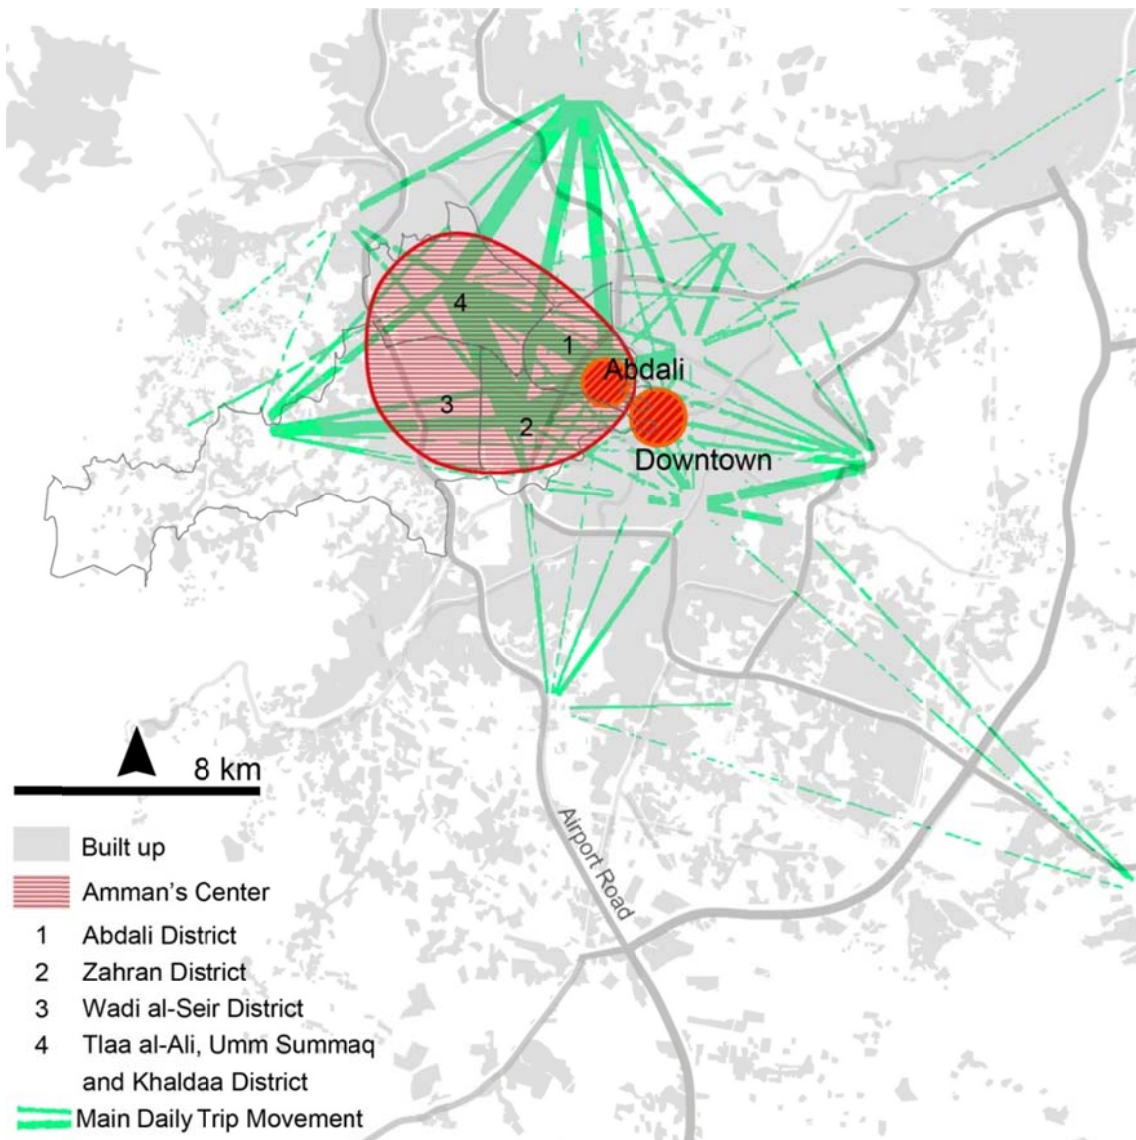 4
1
Abdali
3
2
Downtown
8 km
Airport Road
Built up
Amman's Center
1 Abdali District
2 Zahran District
3 Wadi al-Seir District
4 Tlaa al-Ali, Umm Summaq
and Khaldaa District
Main Daily Trip Movement